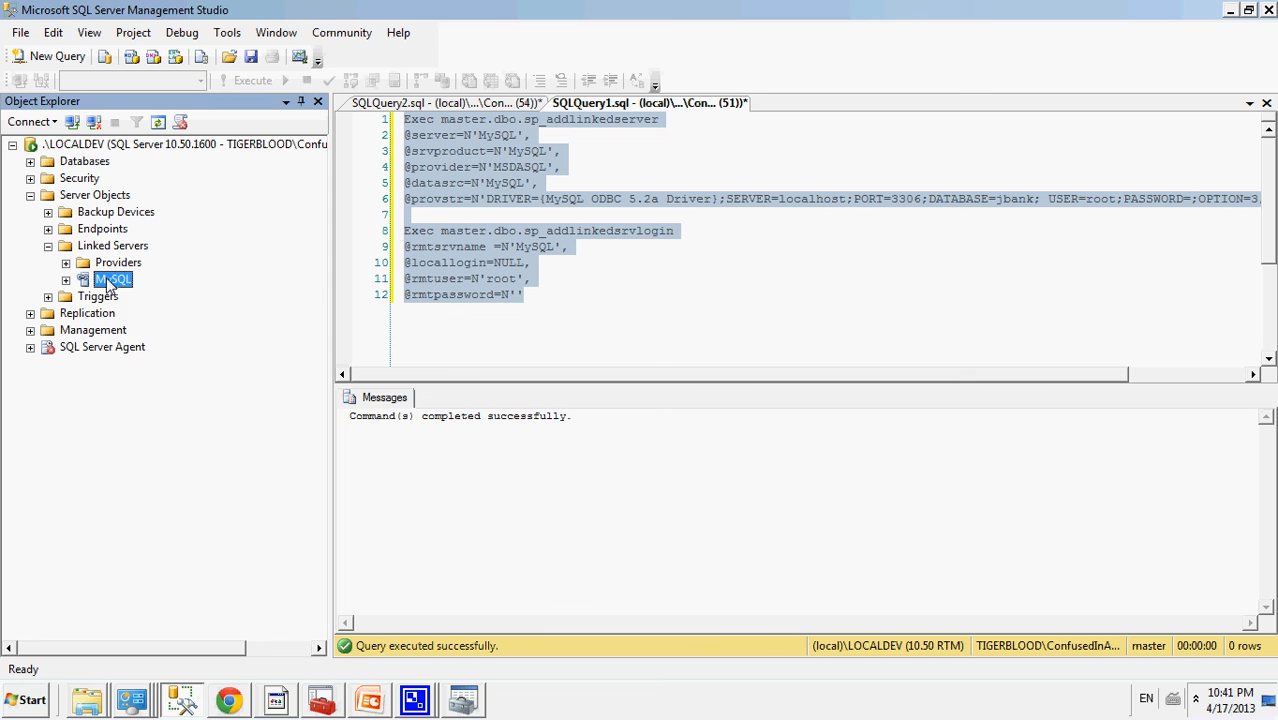 Microsoft SQL Server Management Studio
File Edit View Project Debug Tools Window Community Help
New Query
Execute
Object Explorer
SQLQuery2.sql - (local)\...\Con... (54))* SQLQuery1.sql - (local)\...\Con... (51))*
Connect
.\LOCALDEV (SQL Server 10.50.1600 - TIGERBLOOD\Confu
Databases
Security
Server Objects
Backup Devices
Endpoints
Linked Servers
Providers
MySQL
Triggers
Replication
Management
SQL Server Agent
1 Exec master.dbo.sp_addlinkedserver
2 @server=N'MySQL',
3 @srvproduct=N'MySQL',
4 @provider=N'MSDASQL',
5 @datasrc=N'MySQL',
6 @provstr=N'DRIVER={MySQL ODBC 5.2a Driver};SERVER=localhost;PORT=3306;DATABASE=jbank; USER=root;PASSWORD=;OPTION=3
7
8 Exec master.dbo.sp_addlinkedsrvlogin
9 @rmtsrvname =N'MySQL',
10 @locallogin=NULL,
11 @rmtuser=N'root',
12 @rmtpassword=N''
Messages
Command(s) completed successfully.
Query executed successfully. (local)\LOCALDEV (10.50 RTM) TIGERBLOOD\ConfusedInA... master 00:00:00 0 rows
Ready
Start EN 10:41 PM
4/17/2013